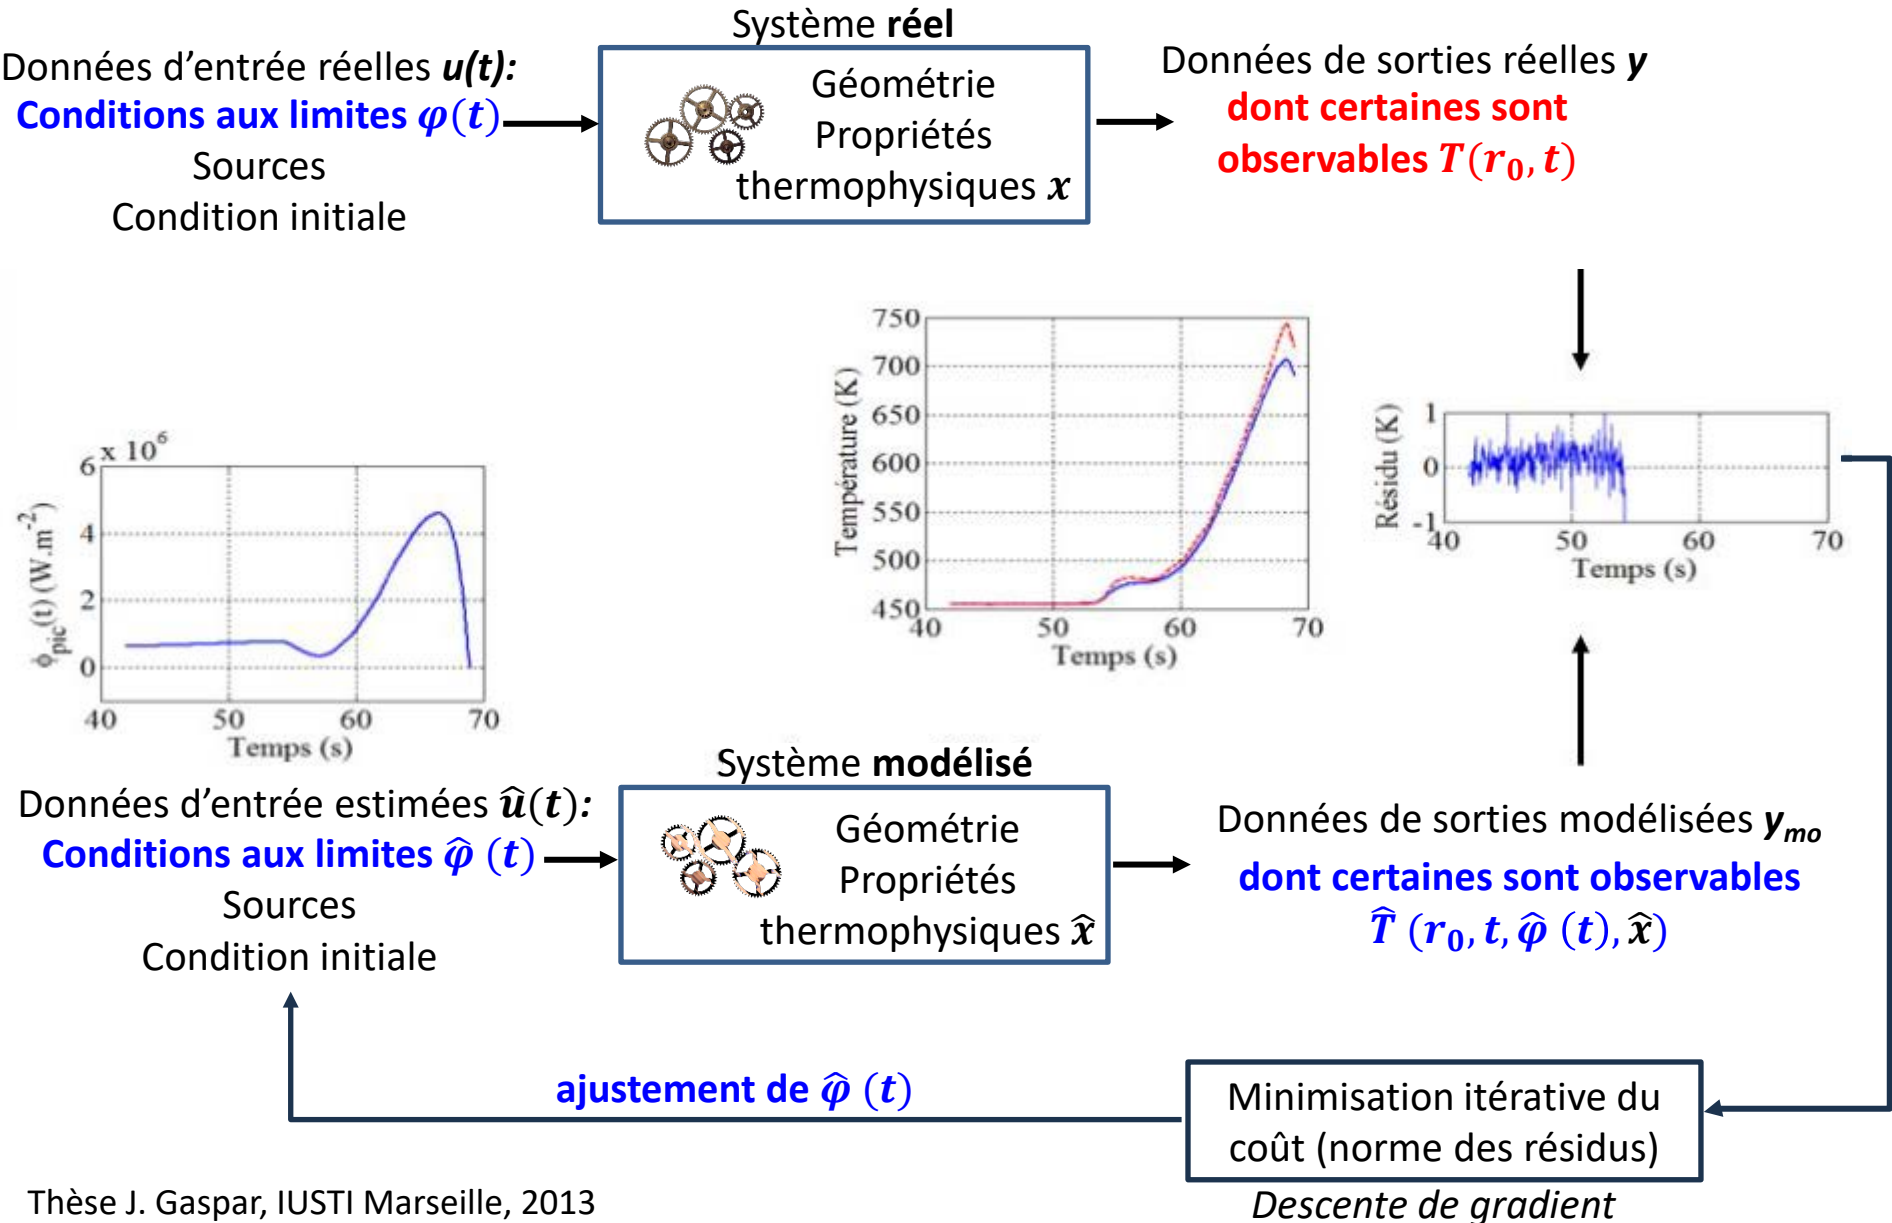 Système réel
Données d'entrée réelles u(t):
Conditions aux limites φ(t)
Sources
Condition initiale
Géométrie
Propriétés
thermophysiques x
Données de sorties réelles y
dont certaines sont
observables T(r₀, t)
x 10⁶
6
4
2
0
ϕpic(t) (W.m⁻²)
40 50 60 70
Temps (s)
750
700
650
600
550
500
450
Température (K)
40 50 60 70
Temps (s)
1
0
-1
Résidu (K)
40 50 60 70
Temps (s)
Système modélisé
Données d'entrée estimées û(t):
Conditions aux limites φ̂ (t)
Sources
Condition initiale
Géométrie
Propriétés
thermophysiques x̂
Données de sorties modélisées yₘₒ
dont certaines sont observables
T̂ (r₀, t, φ̂ (t), x̂)
ajustement de φ̂ (t)
Minimisation itérative du
coût (norme des résidus)
Descente de gradient
Thèse J. Gaspar, IUSTI Marseille, 2013